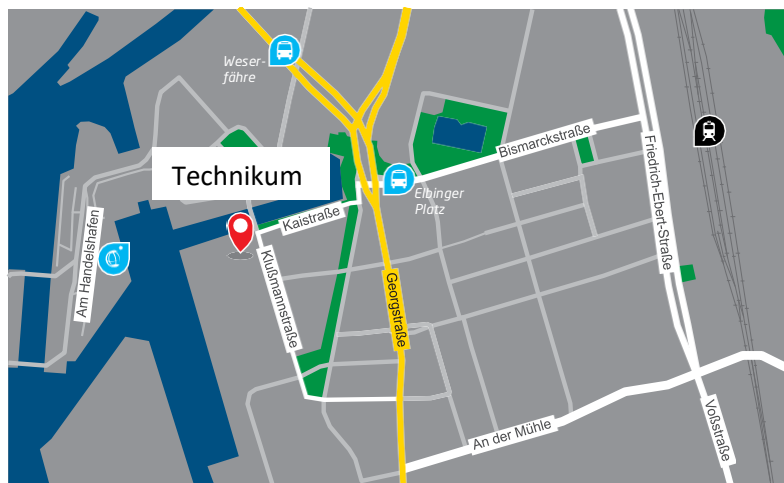 Weser-
fähre
Technikum
Bismarckstraße
Elbinger
Platz
Kaistraße
Friedrich-Ebert-Straße
Am Handelshafen
Klußmannstraße
Georgstraße
An der Mühle
Voßstraße